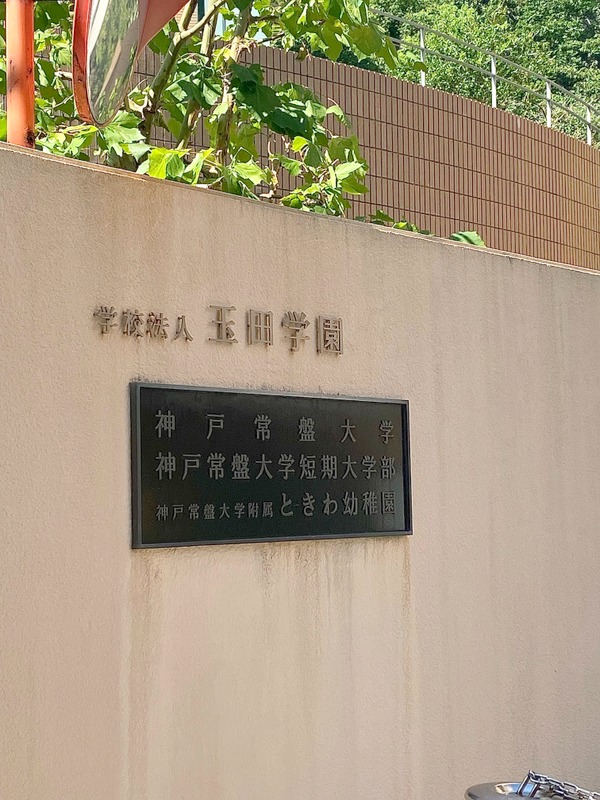 学校法人 玉田学園
神戸常盤大学
神戸常盤大学短期大学部
神戸常盤大学附属ときわ幼稚園